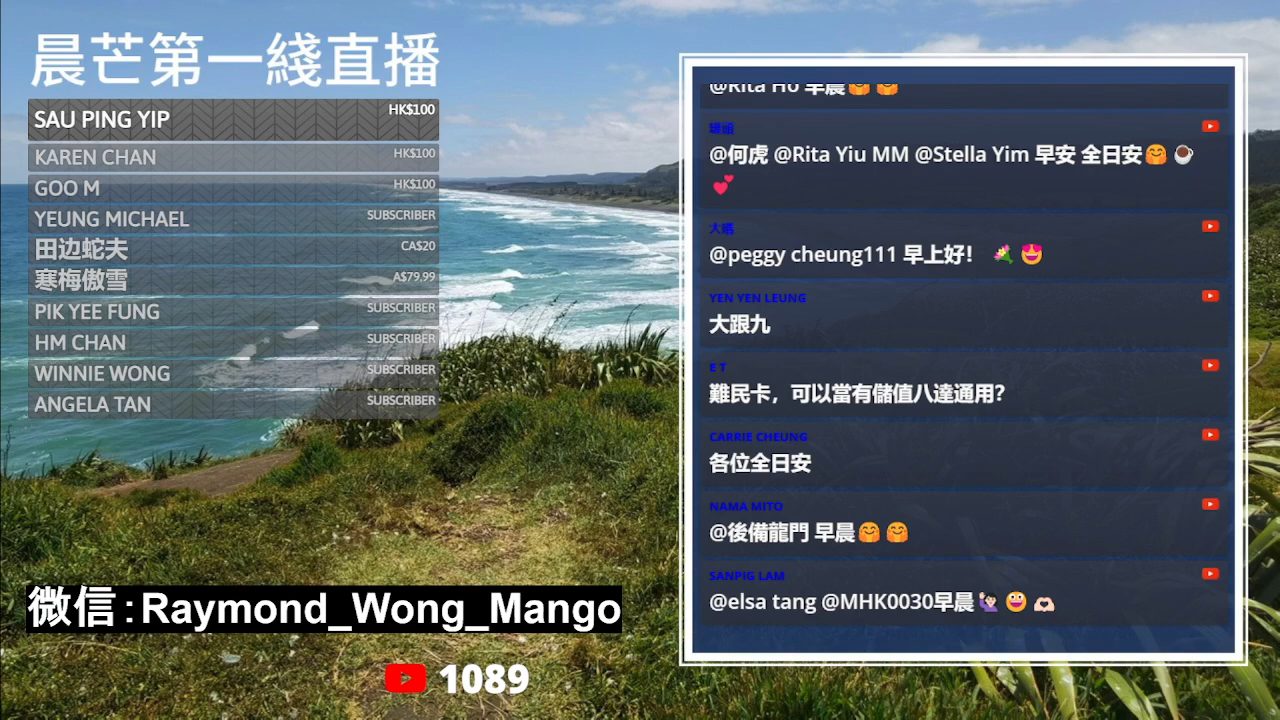 晨芒第一綫直播
SAU PING YIP HK$100
KAREN CHAN HK$100
GOO M HK$100
YEUNG MICHAEL SUBSCRIBER
田边蛇夫 CA$20
寒梅傲雪 A$79.99
PIK YEE FUNG SUBSCRIBER
HM CHAN SUBSCRIBER
WINNIE WONG SUBSCRIBER
ANGELA TAN SUBSCRIBER
微信:Raymond_Wong_Mango
1089
@Rita Ho 早晨🤗 🤗
@何虎 @Rita Yiu MM @Stella Yim 早安 全日安🤗 ☕
💕
@peggy cheung111 早上好! 💐 😍
YEN YEN LEUNG
大跟九
E T
難民卡，可以當有儲值八達通用?
CARRIE CHEUNG
各位全日安
NAMA MITO
@後備龍門 早晨🤗 🤗
SANPIG LAM
@elsa tang @MHK0030早晨🙋🏻‍♀️ 😃 🫶🏻